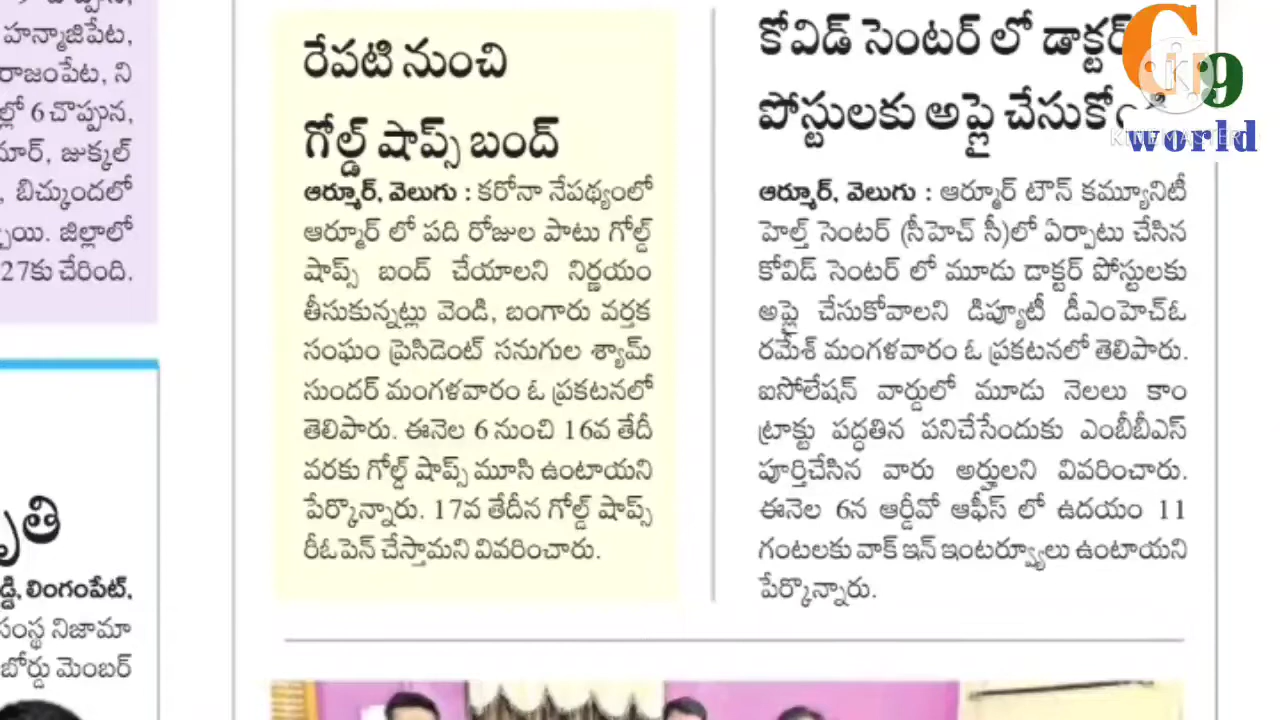 హన్మాజిపేట,
రాజంపేట, ని
ల్లో 6 చొప్పున,
జుక్కల్
బిచ్కుందలో
జిల్లాలో
27కు చేరింది.
లింగంపేట,
సంస్థ నిజామా
బోర్డు మెంబర్
రేపటి నుంచి
గోల్డ్ షాప్స్ బంద్
ఆర్మూర్, వెలుగు : కరోనా నేపథ్యంలో
ఆర్మూర్ లో పది రోజుల పాటు గోల్డ్
షాప్స్ బంద్ చేయాలని నిర్ణయం
తీసుకున్నట్లు వెండి, బంగారు వర్తక
సంఘం ప్రెసిడెంట్ సనుగుల శ్యామ్
సుందర్ మంగళవారం ఓ ప్రకటనలో
తెలిపారు. ఈనెల 6 నుంచి 16వ తేదీ
వరకు గోల్డ్ షాప్స్ మూసి ఉంటాయని
పేర్కొన్నారు. 17వ తేదీన గోల్డ్ షాప్స్
రీఓపెన్ చేస్తామని వివరించారు.
కోవిడ్ సెంటర్ లో డాక్టర్
పోస్టులకు అప్లై
ఆర్మూర్, వెలుగు : ఆర్మూర్ టౌన్ కమ్యూనిటీ
హెల్త్ సెంటర్ (సీహెచ్ సీ)లో ఏర్పాటు చేసిన
కోవిడ్ సెంటర్ లో మూడు డాక్టర్ పోస్టులకు
అప్లై చేసుకోవాలని డిప్యూటీ డీఎంహెచ్ఓ
రమేశ్ మంగళవారం ఓ ప్రకటనలో తెలిపారు.
ఐసోలేషన్ వార్డులో మూడు నెలలు కాం
ట్రాక్టు పద్ధతిన పనిచేసేందుకు ఎంబీబీఎస్
పూర్తిచేసిన వారు అర్హులని వివరించారు.
ఈనెల 6న ఆర్డీవో ఆఫీస్ లో ఉదయం 11
గంటలకు వాక్ ఇన్ ఇంటర్వ్యూలు ఉంటాయని
పేర్కొన్నారు.
KINEMASTER
world